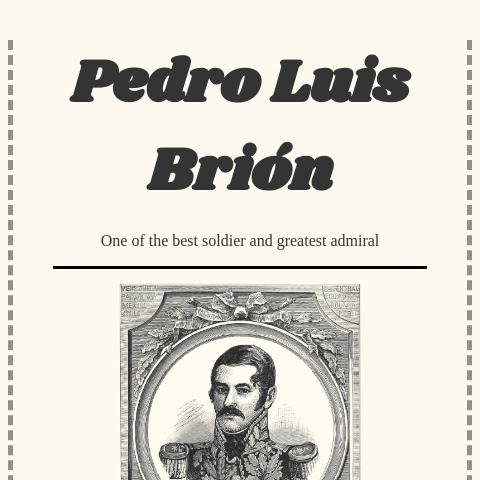 Pedro Luis
Brión
One of the best soldier and greatest admiral